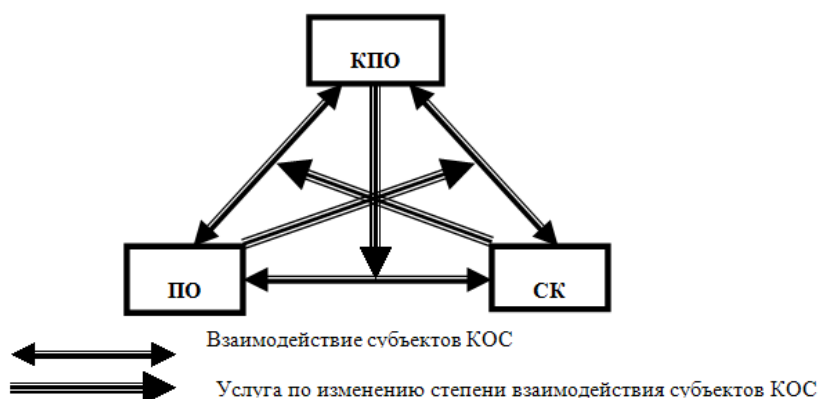 КПО
ПО
СК
Взаимодействие субъектов КОС
Услуга по изменению степени взаимодействия субъектов КОС